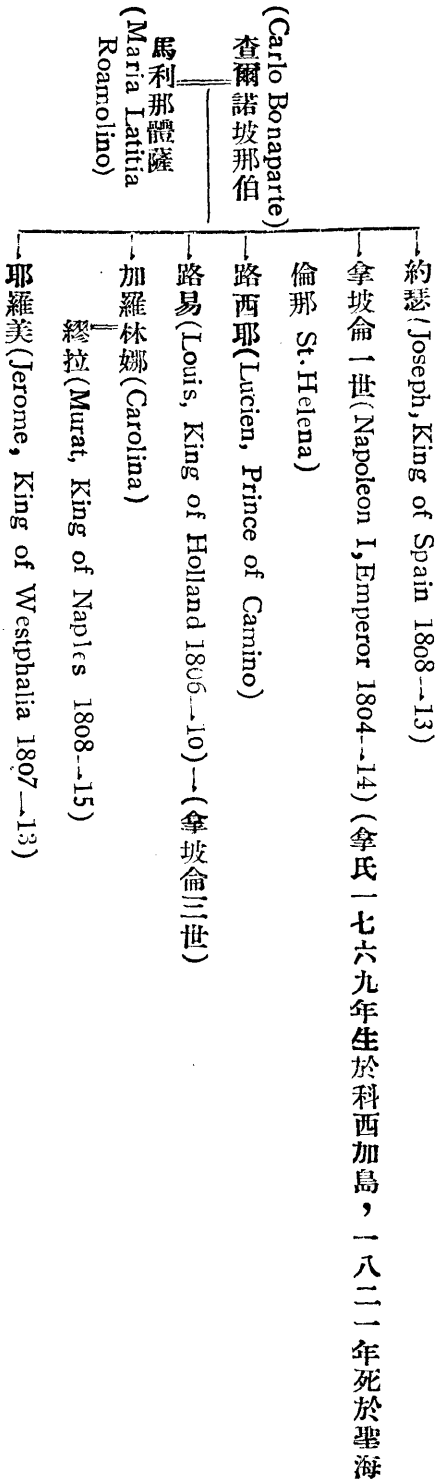 查爾諾坡那伯
(Carlo Bonaparte)
馬利那體薩
(Maria Latitia
Roamolino)
約瑟(Joseph, King of Spain 1808—13)
拿坡侖一世(Napoleon I, Emperor 1804—14)(拿氏一七六九年生於科西加島，一八二一年死於聖海
倫那 St. Helena)
路西耶(Lucien, Prince of Camino)
路易(Louis, King of Holland 1806—10)—(拿坡侖三世)
加羅林娜(Carolina)
繆拉(Murat, King of Naples 1808—15)
耶羅美(Jerome, King of Westphalia 1807—13)